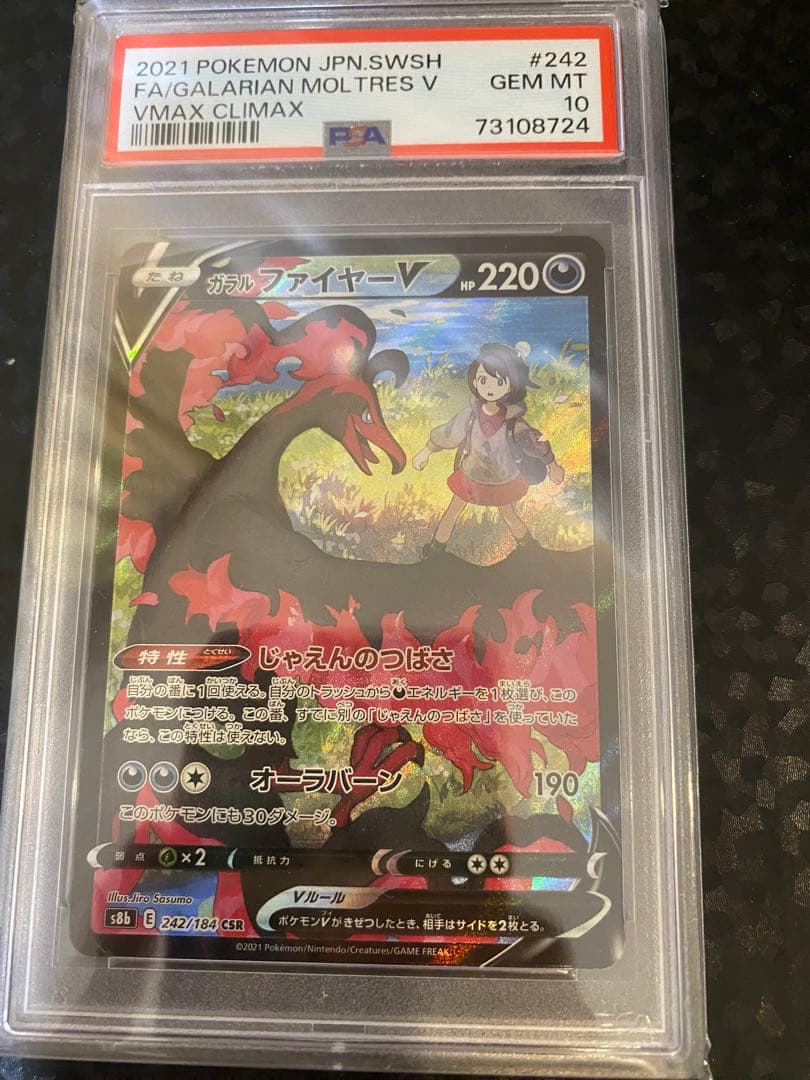 2021 POKEMON JPN.SWSH #242
FA/GALARIAN MOLTRES V GEM MT
VMAX CLIMAX 10
PSA 73108724
たね ガラル ファイヤーV HP 220
特性 とくせい じゃえんのつばさ
自分の番に1回使える。自分のトラッシュからエネルギーを1枚選び、この
ポケモンにつける。この番、すでに別の「じゃえんのつばさ」を使っていた
なら、この特性は使えない。
オーラバーン 190
このポケモンにも30ダメージ。
弱点 ×2 抵抗力 にげる
Illus.Jiro Sasumo
Vルール
ポケモンVがきぜつしたとき、相手はサイドを2枚とる。
s8b E 242/184 CSR
©2021 Pokémon/Nintendo/Creatures/GAME FREAK